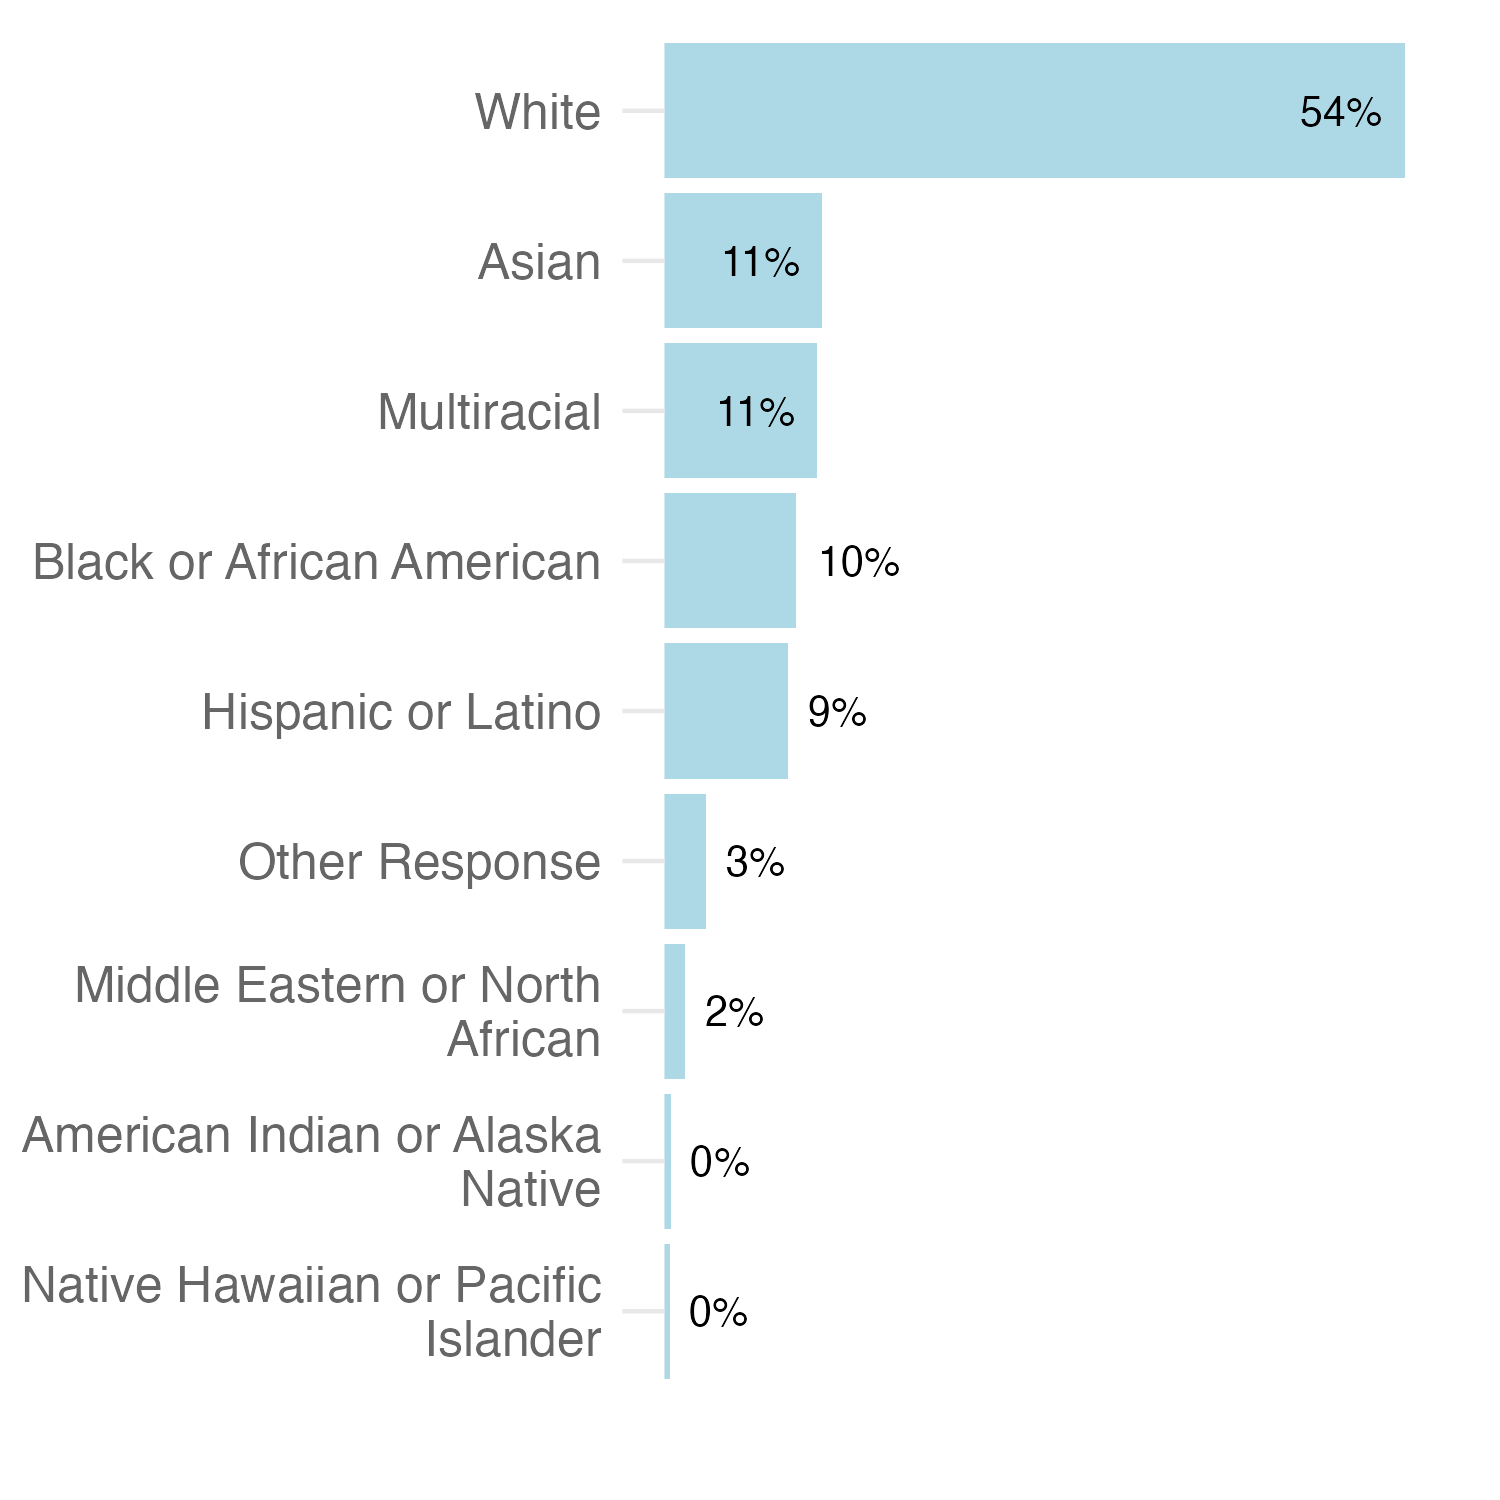 White
54%
Asian
11%
Multiracial
11%
Black or African American
10%
Hispanic or Latino
9%
Other Response
3%
Middle Eastern or North
African
2%
American Indian or Alaska
Native
0%
Native Hawaiian or Pacific
Islander
0%